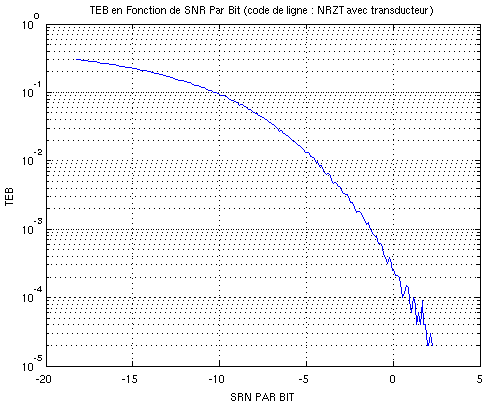 TEB en Fonction de SNR Par Bit (code de ligne : NRZT avec transducteur)
10^0
10^-1
10^-2
10^-3
10^-4
10^-5
TEB
-20 -15 -10 -5 0 5
SRN PAR BIT